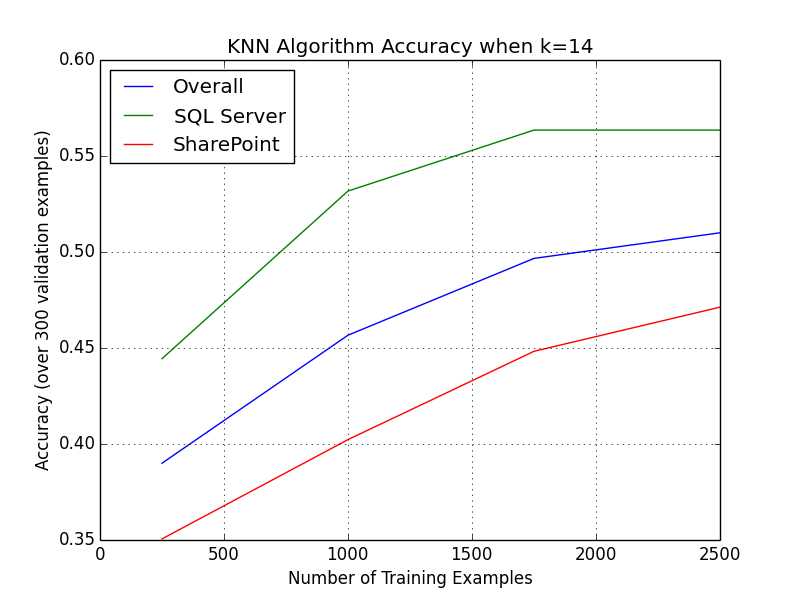 KNN Algorithm Accuracy when k=14
Overall
SQL Server
SharePoint
0.60
0.55
0.50
0.45
0.40
0.35
Accuracy (over 300 validation examples)
0 500 1000 1500 2000 2500
Number of Training Examples